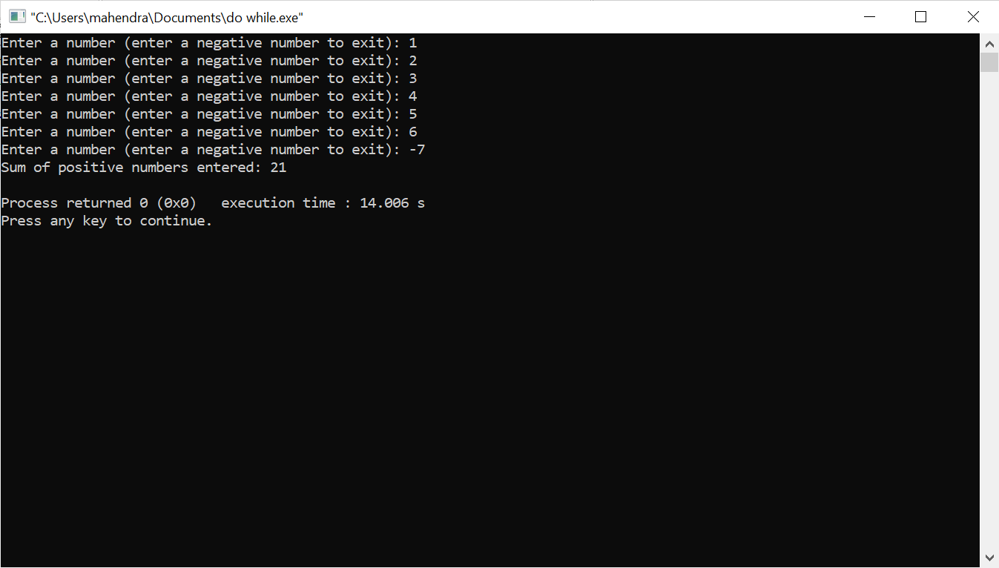 "C:\Users\mahendra\Documents\do while.exe"
Enter a number (enter a negative number to exit): 1
Enter a number (enter a negative number to exit): 2
Enter a number (enter a negative number to exit): 3
Enter a number (enter a negative number to exit): 4
Enter a number (enter a negative number to exit): 5
Enter a number (enter a negative number to exit): 6
Enter a number (enter a negative number to exit): -7
Sum of positive numbers entered: 21
Process returned 0 (0x0)   execution time : 14.006 s
Press any key to continue.